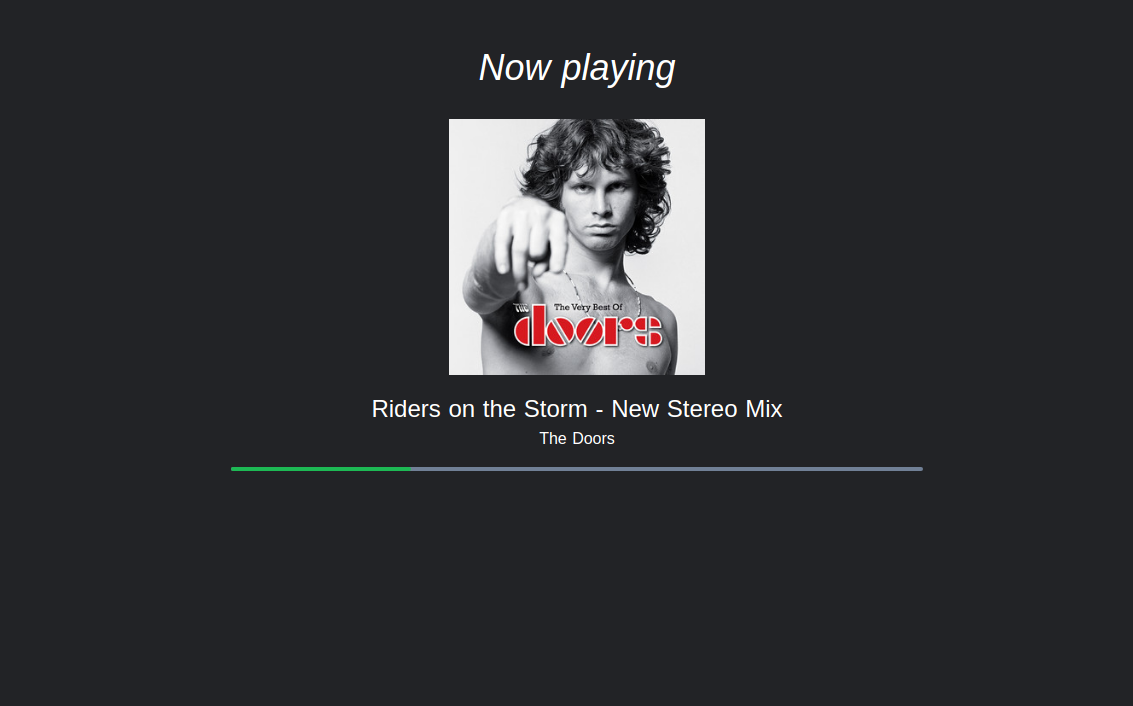 Now playing
The Very Best Of
THE
doors
Riders on the Storm - New Stereo Mix
The Doors